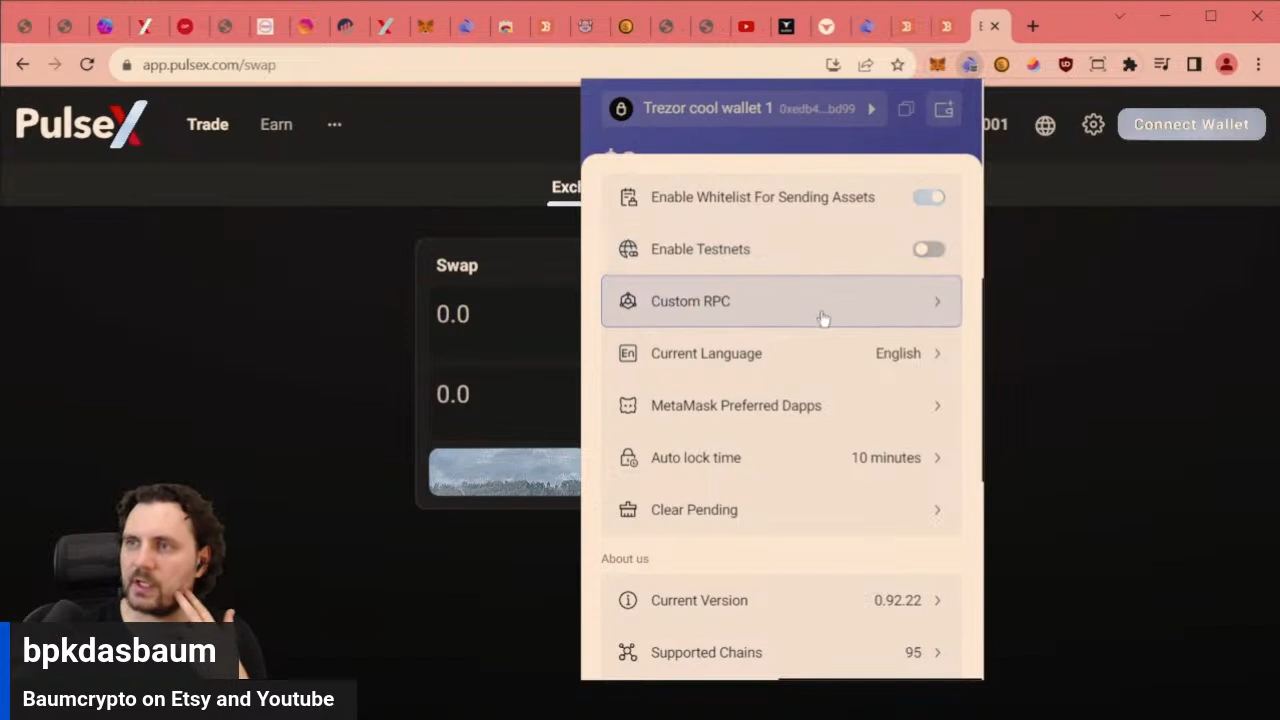 app.pulsex.com/swap
PulseX
Trade
Earn
Trezor cool wallet 1 0xedb4...bd99
001
Connect Wallet
Excl
Swap
0.0
0.0
Enable Whitelist For Sending Assets
Enable Testnets
Custom RPC
Current Language English
MetaMask Preferred Dapps
Auto lock time 10 minutes
Clear Pending
About us
Current Version 0.92.22
Supported Chains 95
bpkdasbaum
Baumcrypto on Etsy and Youtube